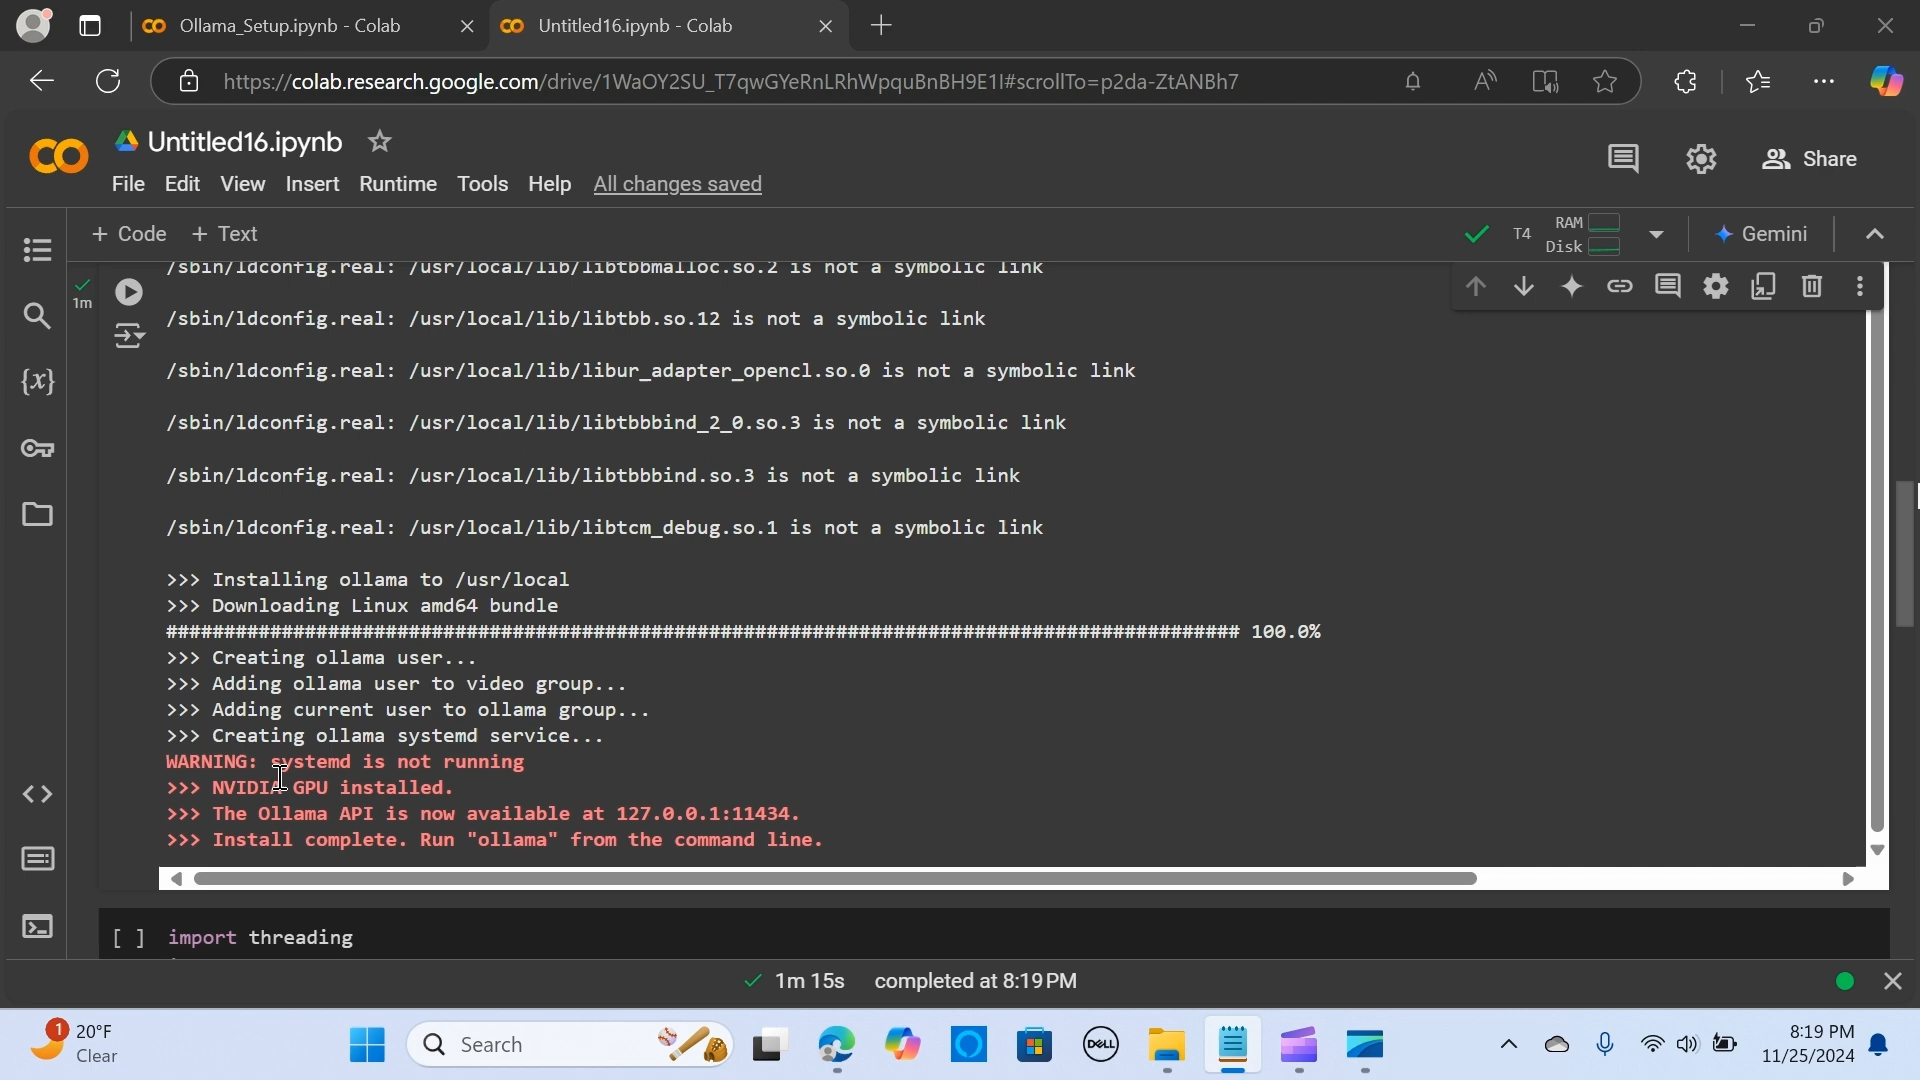 Ollama_Setup.ipynb - Colab
Untitled16.ipynb - Colab
https://colab.research.google.com/drive/1WaOY2SU_T7qwGYeRnLRhWpquBnBH9E1I#scrollTo=p2da-ZtANBh7
Untitled16.ipynb
Share
File Edit View Insert Runtime Tools Help All changes saved
+ Code + Text
T4 RAM
Disk
Gemini
1m
/sbin/ldconfig.real: /usr/local/lib/libtbbmalloc.so.2 is not a symbolic link
/sbin/ldconfig.real: /usr/local/lib/libtbb.so.12 is not a symbolic link
/sbin/ldconfig.real: /usr/local/lib/libur_adapter_opencl.so.0 is not a symbolic link
/sbin/ldconfig.real: /usr/local/lib/libtbbbind_2_0.so.3 is not a symbolic link
/sbin/ldconfig.real: /usr/local/lib/libtbbbind.so.3 is not a symbolic link
/sbin/ldconfig.real: /usr/local/lib/libtcm_debug.so.1 is not a symbolic link
>>> Installing ollama to /usr/local
>>> Downloading Linux amd64 bundle
############################################################################################# 100.0%
>>> Creating ollama user...
>>> Adding ollama user to video group...
>>> Adding current user to ollama group...
>>> Creating ollama systemd service...
WARNING: systemd is not running
>>> NVIDIA GPU installed.
>>> The Ollama API is now available at 127.0.0.1:11434.
>>> Install complete. Run "ollama" from the command line.
[ ] import threading
1m 15s completed at 8:19 PM
1
20°F
Clear
Search
DELL
8:19 PM
11/25/2024